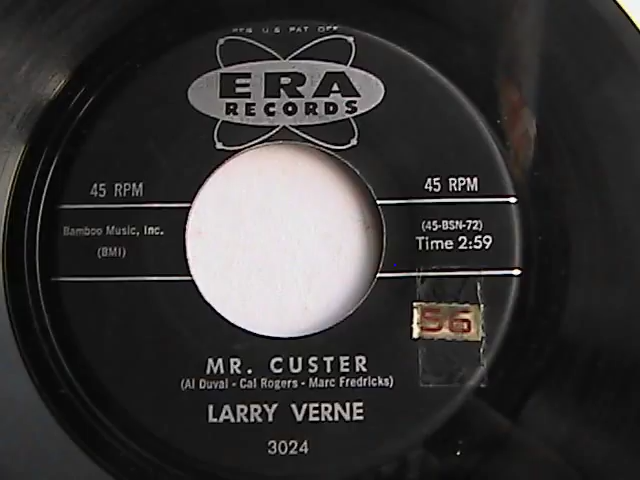 REG U.S PAT OFF
ERA
RECORDS
45 RPM
45 RPM
Bamboo Music, Inc.
(BMI)
(45-BSN-72)
Time 2:59
56
MR. CUSTER
(Al Duval - Cal Rogers - Marc Fredricks)
LARRY VERNE
3024